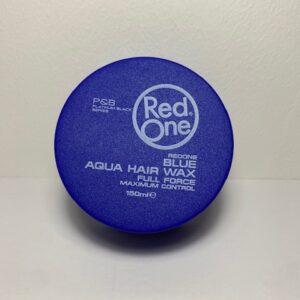 P&B
PLATINUM BLACK
SERIES
Red
One
REDONE
BLUE
AQUA HAIR WAX
FULL FORCE
MAXIMUM CONTROL
150ml℮